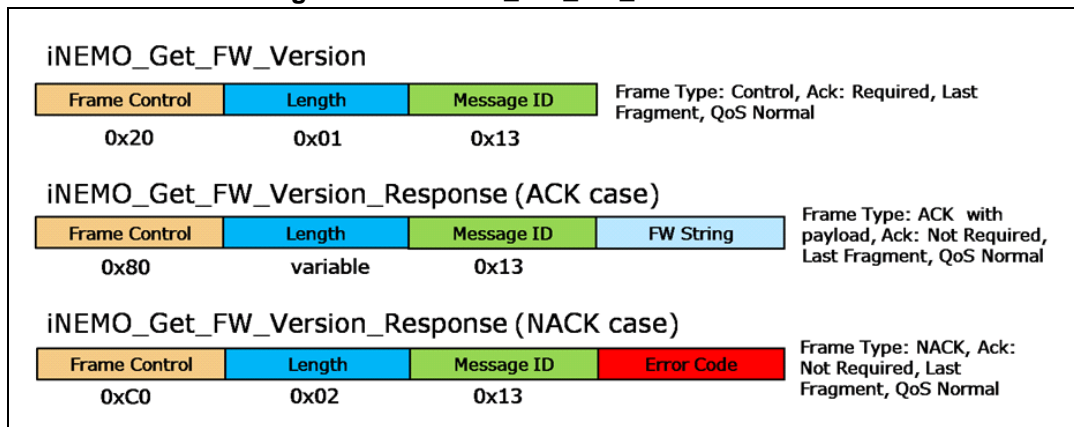 iNEMO_Get_FW_Version
Frame Control Length Message ID
0x20 0x01 0x13
Frame Type: Control, Ack: Required, Last
Fragment, QoS Normal
iNEMO_Get_FW_Version_Response (ACK case)
Frame Control Length Message ID FW String
0x80 variable 0x13
Frame Type: ACK with
payload, Ack: Not Required,
Last Fragment, QoS Normal
iNEMO_Get_FW_Version_Response (NACK case)
Frame Control Length Message ID Error Code
0xC0 0x02 0x13
Frame Type: NACK, Ack:
Not Required, Last
Fragment, QoS Normal